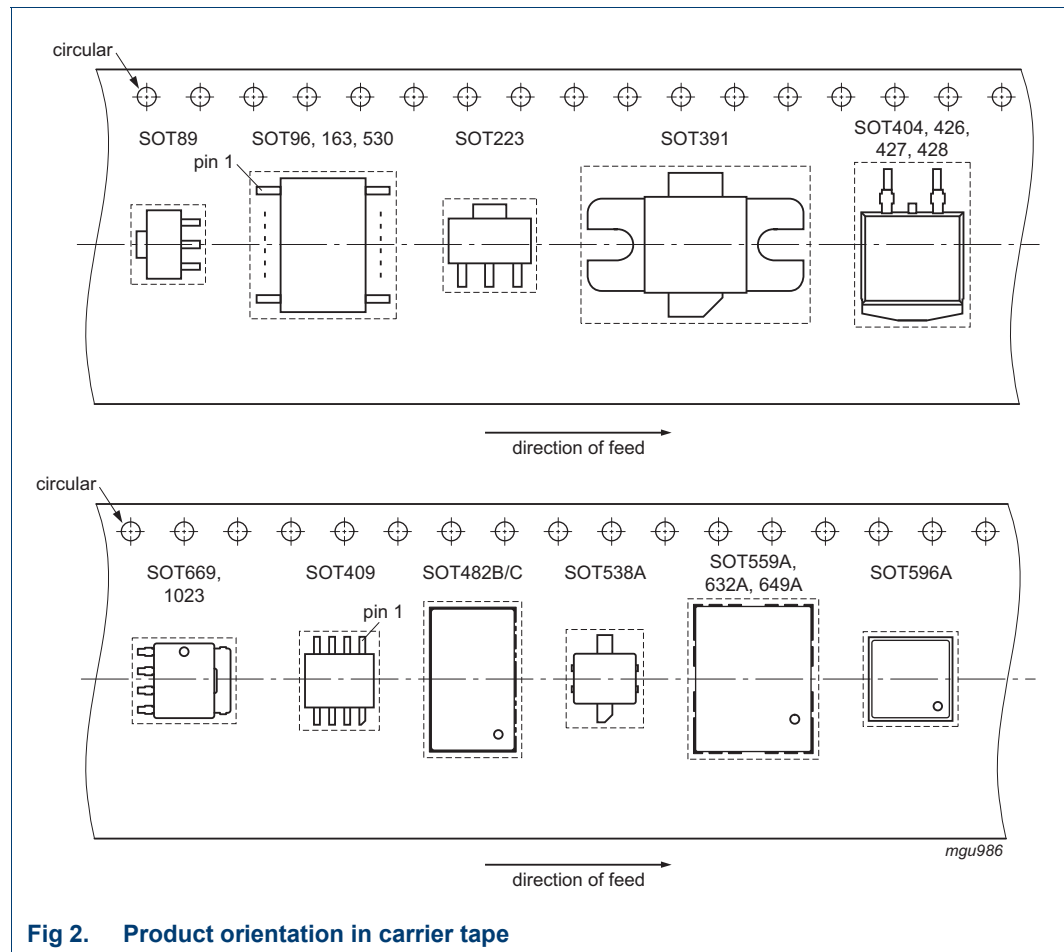 circular
SOT89
SOT96, 163, 530
SOT223
SOT391
SOT404, 426,
427, 428
pin 1
direction of feed
circular
SOT669,
1023
SOT409
SOT482B/C
SOT538A
SOT559A,
632A, 649A
SOT596A
pin 1
mgu986
direction of feed
Fig 2. Product orientation in carrier tape